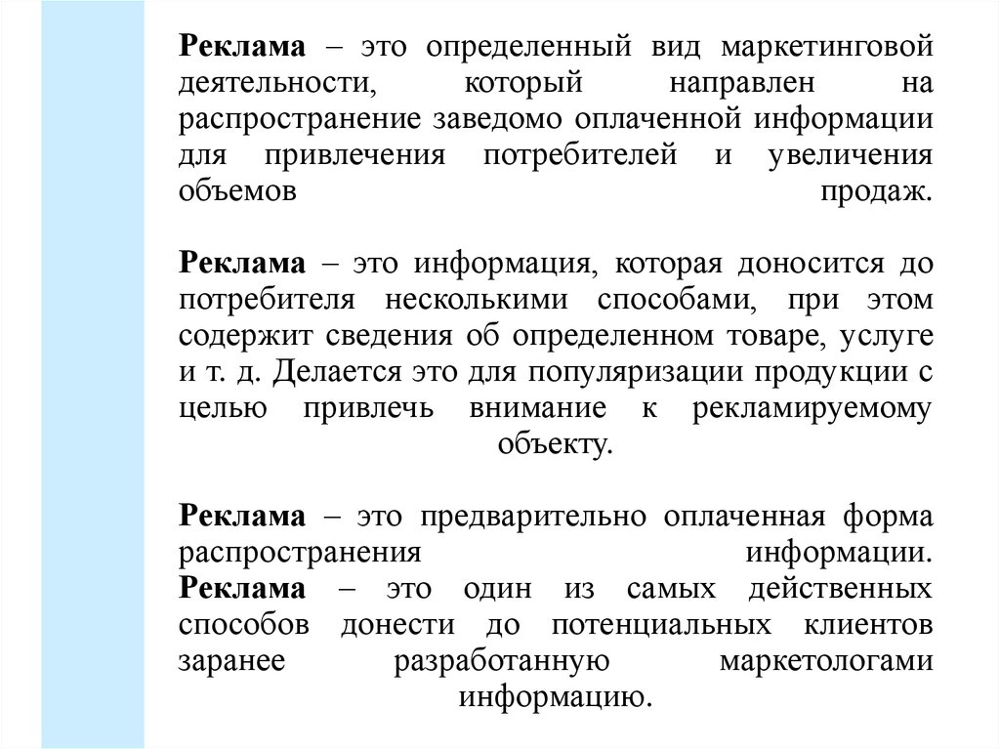 Реклама – это определенный вид маркетинговой
деятельности, который направлен на
распространение заведомо оплаченной информации
для привлечения потребителей и увеличения
объемов продаж.
Реклама – это информация, которая доносится до
потребителя несколькими способами, при этом
содержит сведения об определенном товаре, услуге
и т. д. Делается это для популяризации продукции с
целью привлечь внимание к рекламируемому
объекту.
Реклама – это предварительно оплаченная форма
распространения информации.
Реклама – это один из самых действенных
способов донести до потенциальных клиентов
заранее разработанную маркетологами
информацию.